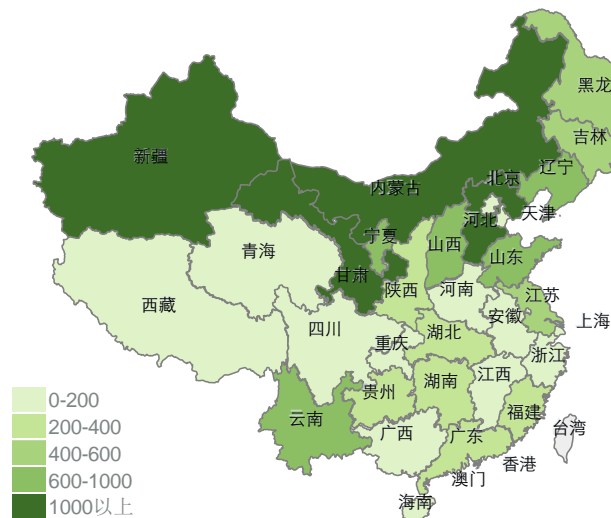 黑龙
吉林
新疆
辽宁
内蒙古
北京
天津
河北
宁夏
山西
青海
山东
甘肃
陕西
河南
江苏
西藏
安徽
上海
四川
湖北
重庆
浙江
江西
贵州
湖南
福建
云南
广西
广东
台湾
香港
澳门
海南
0-200
200-400
400-600
600-1000
1000以上